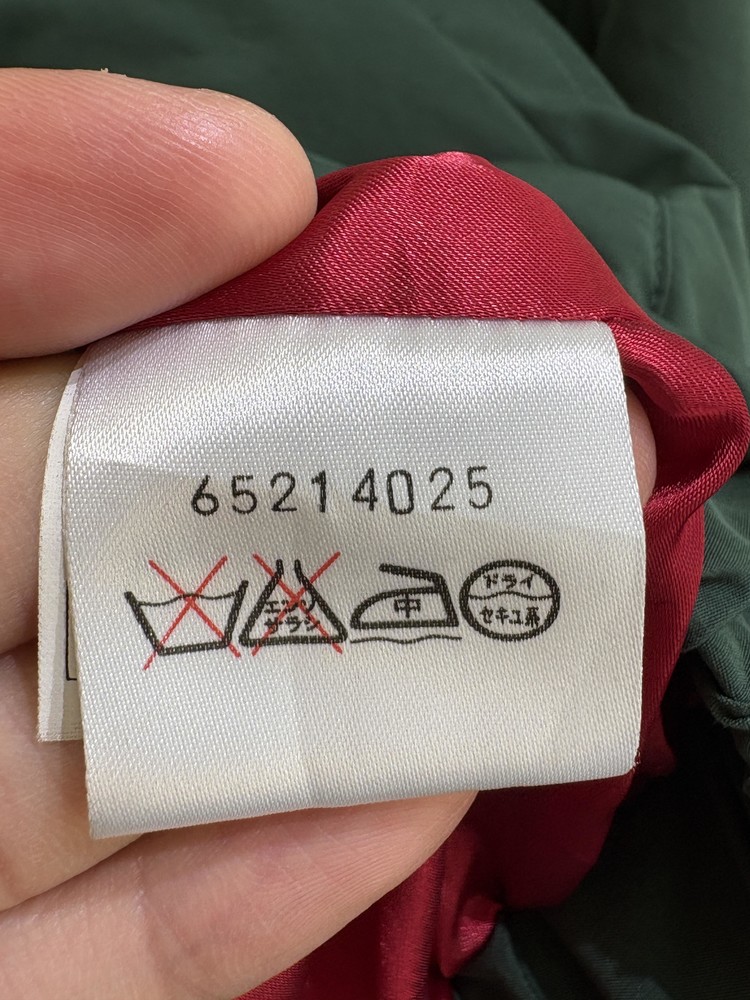 65214025
エンソ
サラシ
中
ドライ
セキユ系